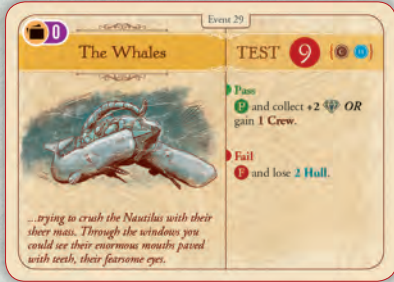 Event 29
0
The Whales
TEST 9 (C H)
Pass
P and collect +2 OR
gain 1 Crew.
Fail
F and lose 2 Hull.
...trying to crush the Nautilus with their
sheer mass. Through the windows you
could see their enormous mouths paved
with teeth, their fearsome eyes.